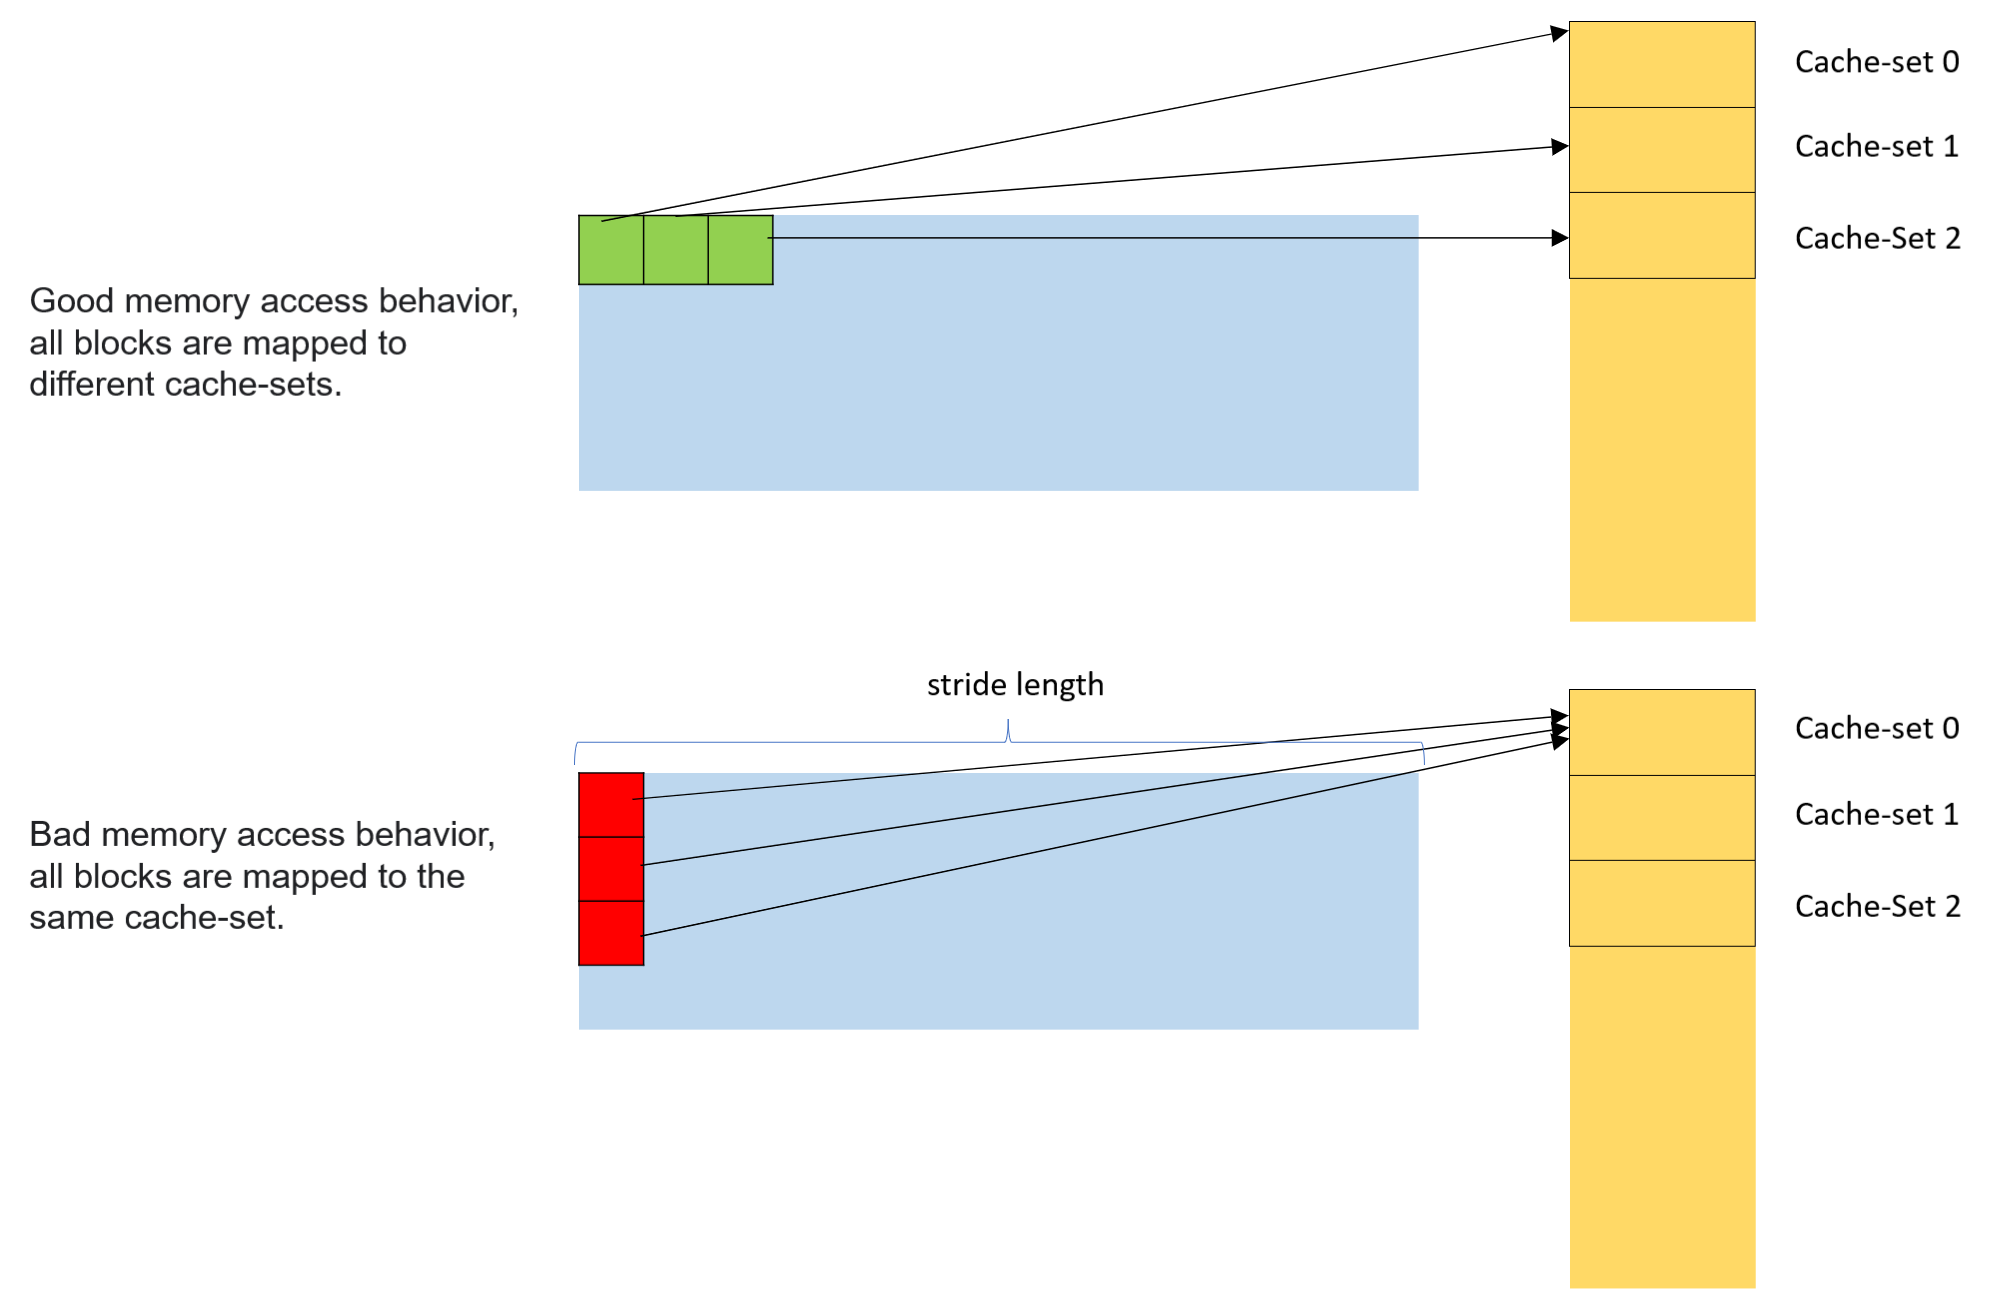 Cache-set 0
Cache-set 1
Cache-Set 2
Good memory access behavior,
all blocks are mapped to
different cache-sets.
stride length
Cache-set 0
Cache-set 1
Cache-Set 2
Bad memory access behavior,
all blocks are mapped to the
same cache-set.